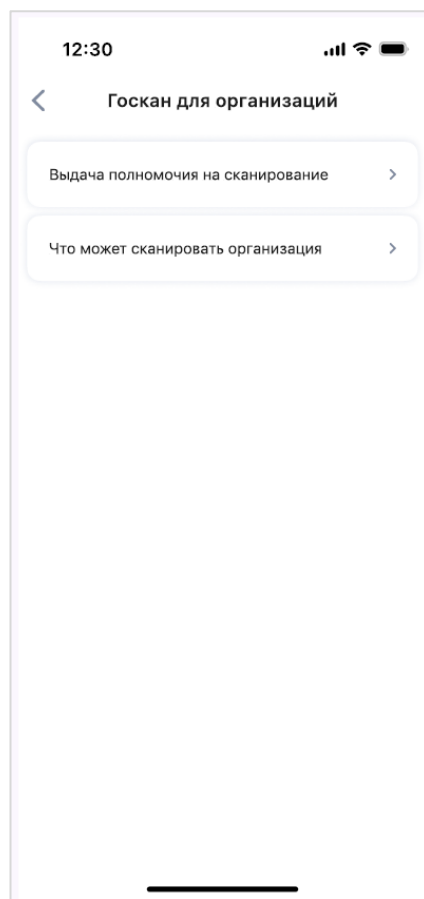 12:30
Госкан для организаций
Выдача полномочия на сканирование
Что может сканировать организация